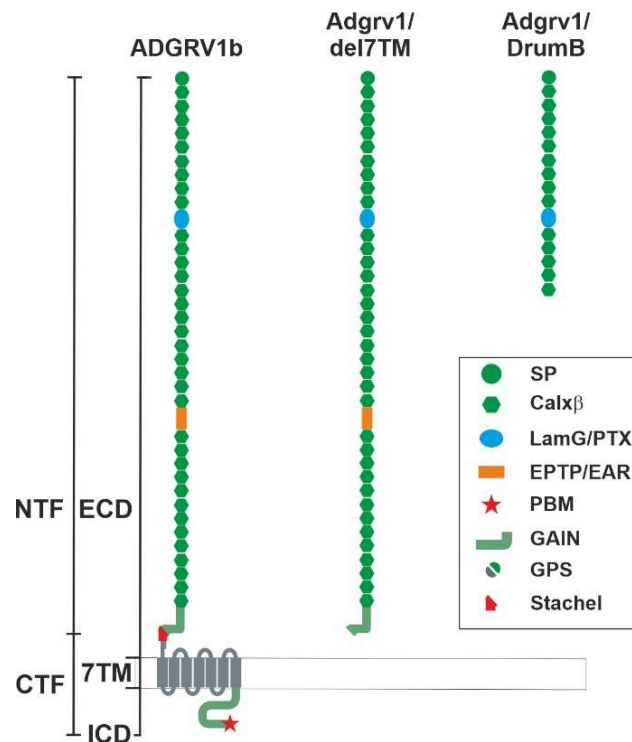 ADGRV1b
Adgrv1/
del7TM
Adgrv1/
DrumB
SP
Calxβ
LamG/PTX
EPTP/EAR
PBM
GAIN
GPS
Stachel
NTF
ECD
CTF
7TM
ICD